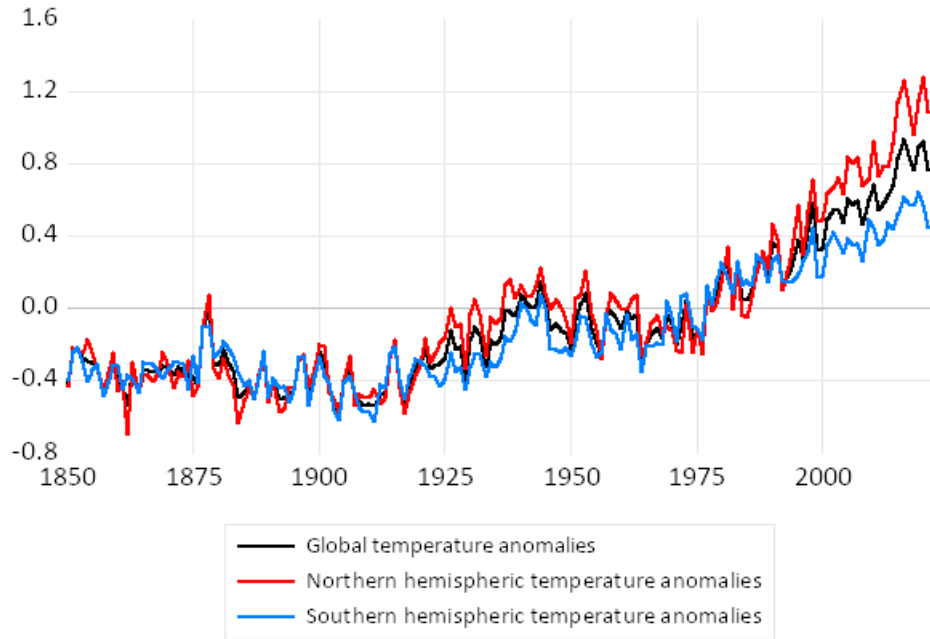 1.6
1.2
0.8
0.4
0.0
-0.4
-0.8
1850 1875 1900 1925 1950 1975 2000
Global temperature anomalies
Northern hemispheric temperature anomalies
Southern hemispheric temperature anomalies